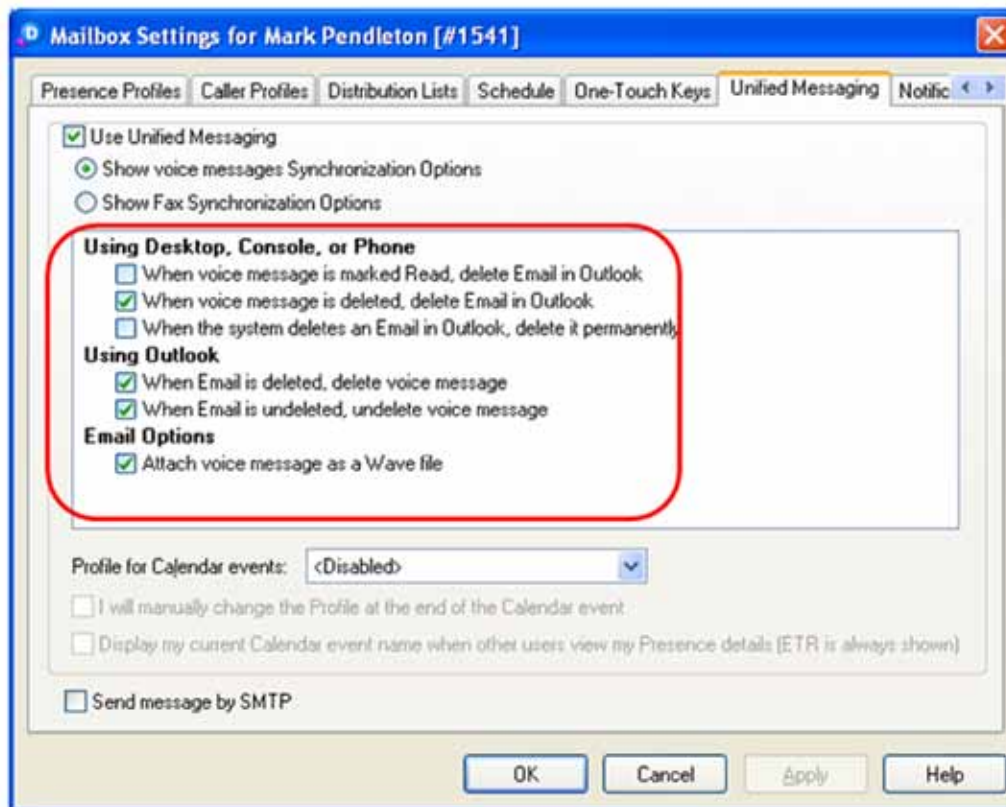 Mailbox Settings for Mark Pendleton [#1541]
Presence Profiles Caller Profiles Distribution Lists Schedule One-Touch Keys Unified Messaging Notific
Use Unified Messaging
Show voice messages Synchronization Options
Show Fax Synchronization Options
Using Desktop, Console, or Phone
When voice message is marked Read, delete Email in Outlook
When voice message is deleted, delete Email in Outlook
When the system deletes an Email in Outlook, delete it permanently
Using Outlook
When Email is deleted, delete voice message
When Email is undeleted, undelete voice message
Email Options
Attach voice message as a Wave file
Profile for Calendar events: <Disabled>
I will manually change the Profile at the end of the Calendar event
Display my current Calendar event name when other users view my Presence details (ETR is always shown)
Send message by SMTP
OK Cancel Apply Help